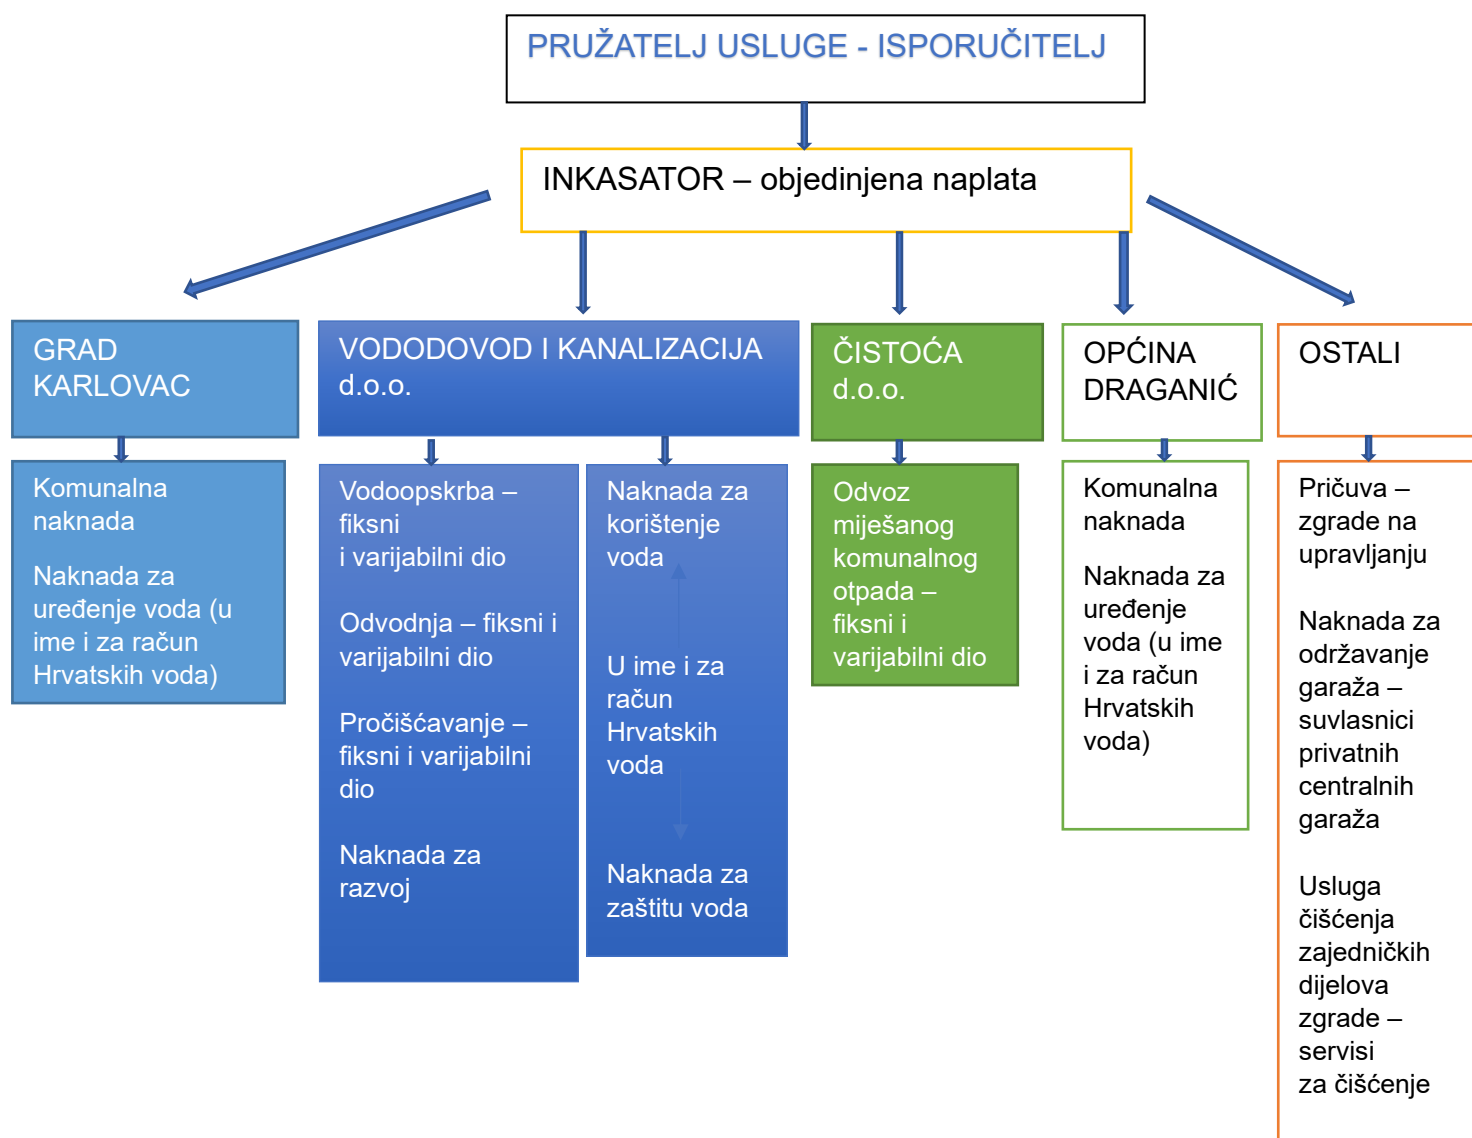 PRUŽATELJ USLUGE - ISPORUČITELJ
INKASATOR – objedinjena naplata
GRAD
KARLOVAC
Komunalna
naknada
Naknada za
uređenje voda (u
ime i za račun
Hrvatskih voda)
VODODOVOD I KANALIZACIJA
d.o.o.
Vodoopskrba –
fiksni
i varijabilni dio
Odvodnja – fiksni i
varijabilni dio
Pročišćavanje –
fiksni i varijabilni
dio
Naknada za
razvoj
Naknada za
korištenje
voda
U ime i za
račun
Hrvatskih
voda
Naknada za
zaštitu voda
ČISTOĆA
d.o.o.
Odvoz
miješanog
komunalnog
otpada –
fiksni i
varijabilni dio
OPĆINA
DRAGANIĆ
Komunalna
naknada
Naknada za
uređenje
voda (u ime
i za račun
Hrvatskih
voda)
OSTALI
Pričuva –
zgrade na
upravljanju
Naknada za
održavanje
garaža –
suvlasnici
privatnih
centralnih
garaža
Usluga
čišćenja
zajedničkih
dijelova
zgrade –
servisi
za čišćenje